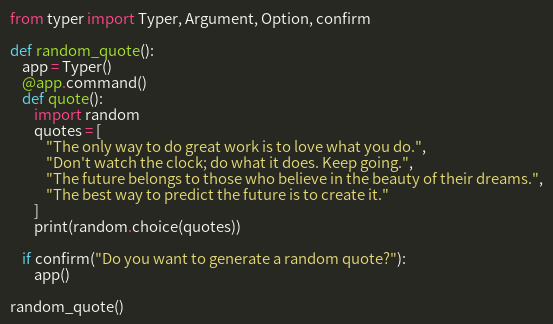 from typer import Typer, Argument, Option, confirm

def random_quote():
    app = Typer()
    @app.command()
    def quote():
        import random
        quotes = [
            "The only way to do great work is to love what you do.",
            "Don't watch the clock; do what it does. Keep going.",
            "The future belongs to those who believe in the beauty of their dreams.",
            "The best way to predict the future is to create it."
        ]
        print(random.choice(quotes))

    if confirm("Do you want to generate a random quote?"):
        app()

random_quote()